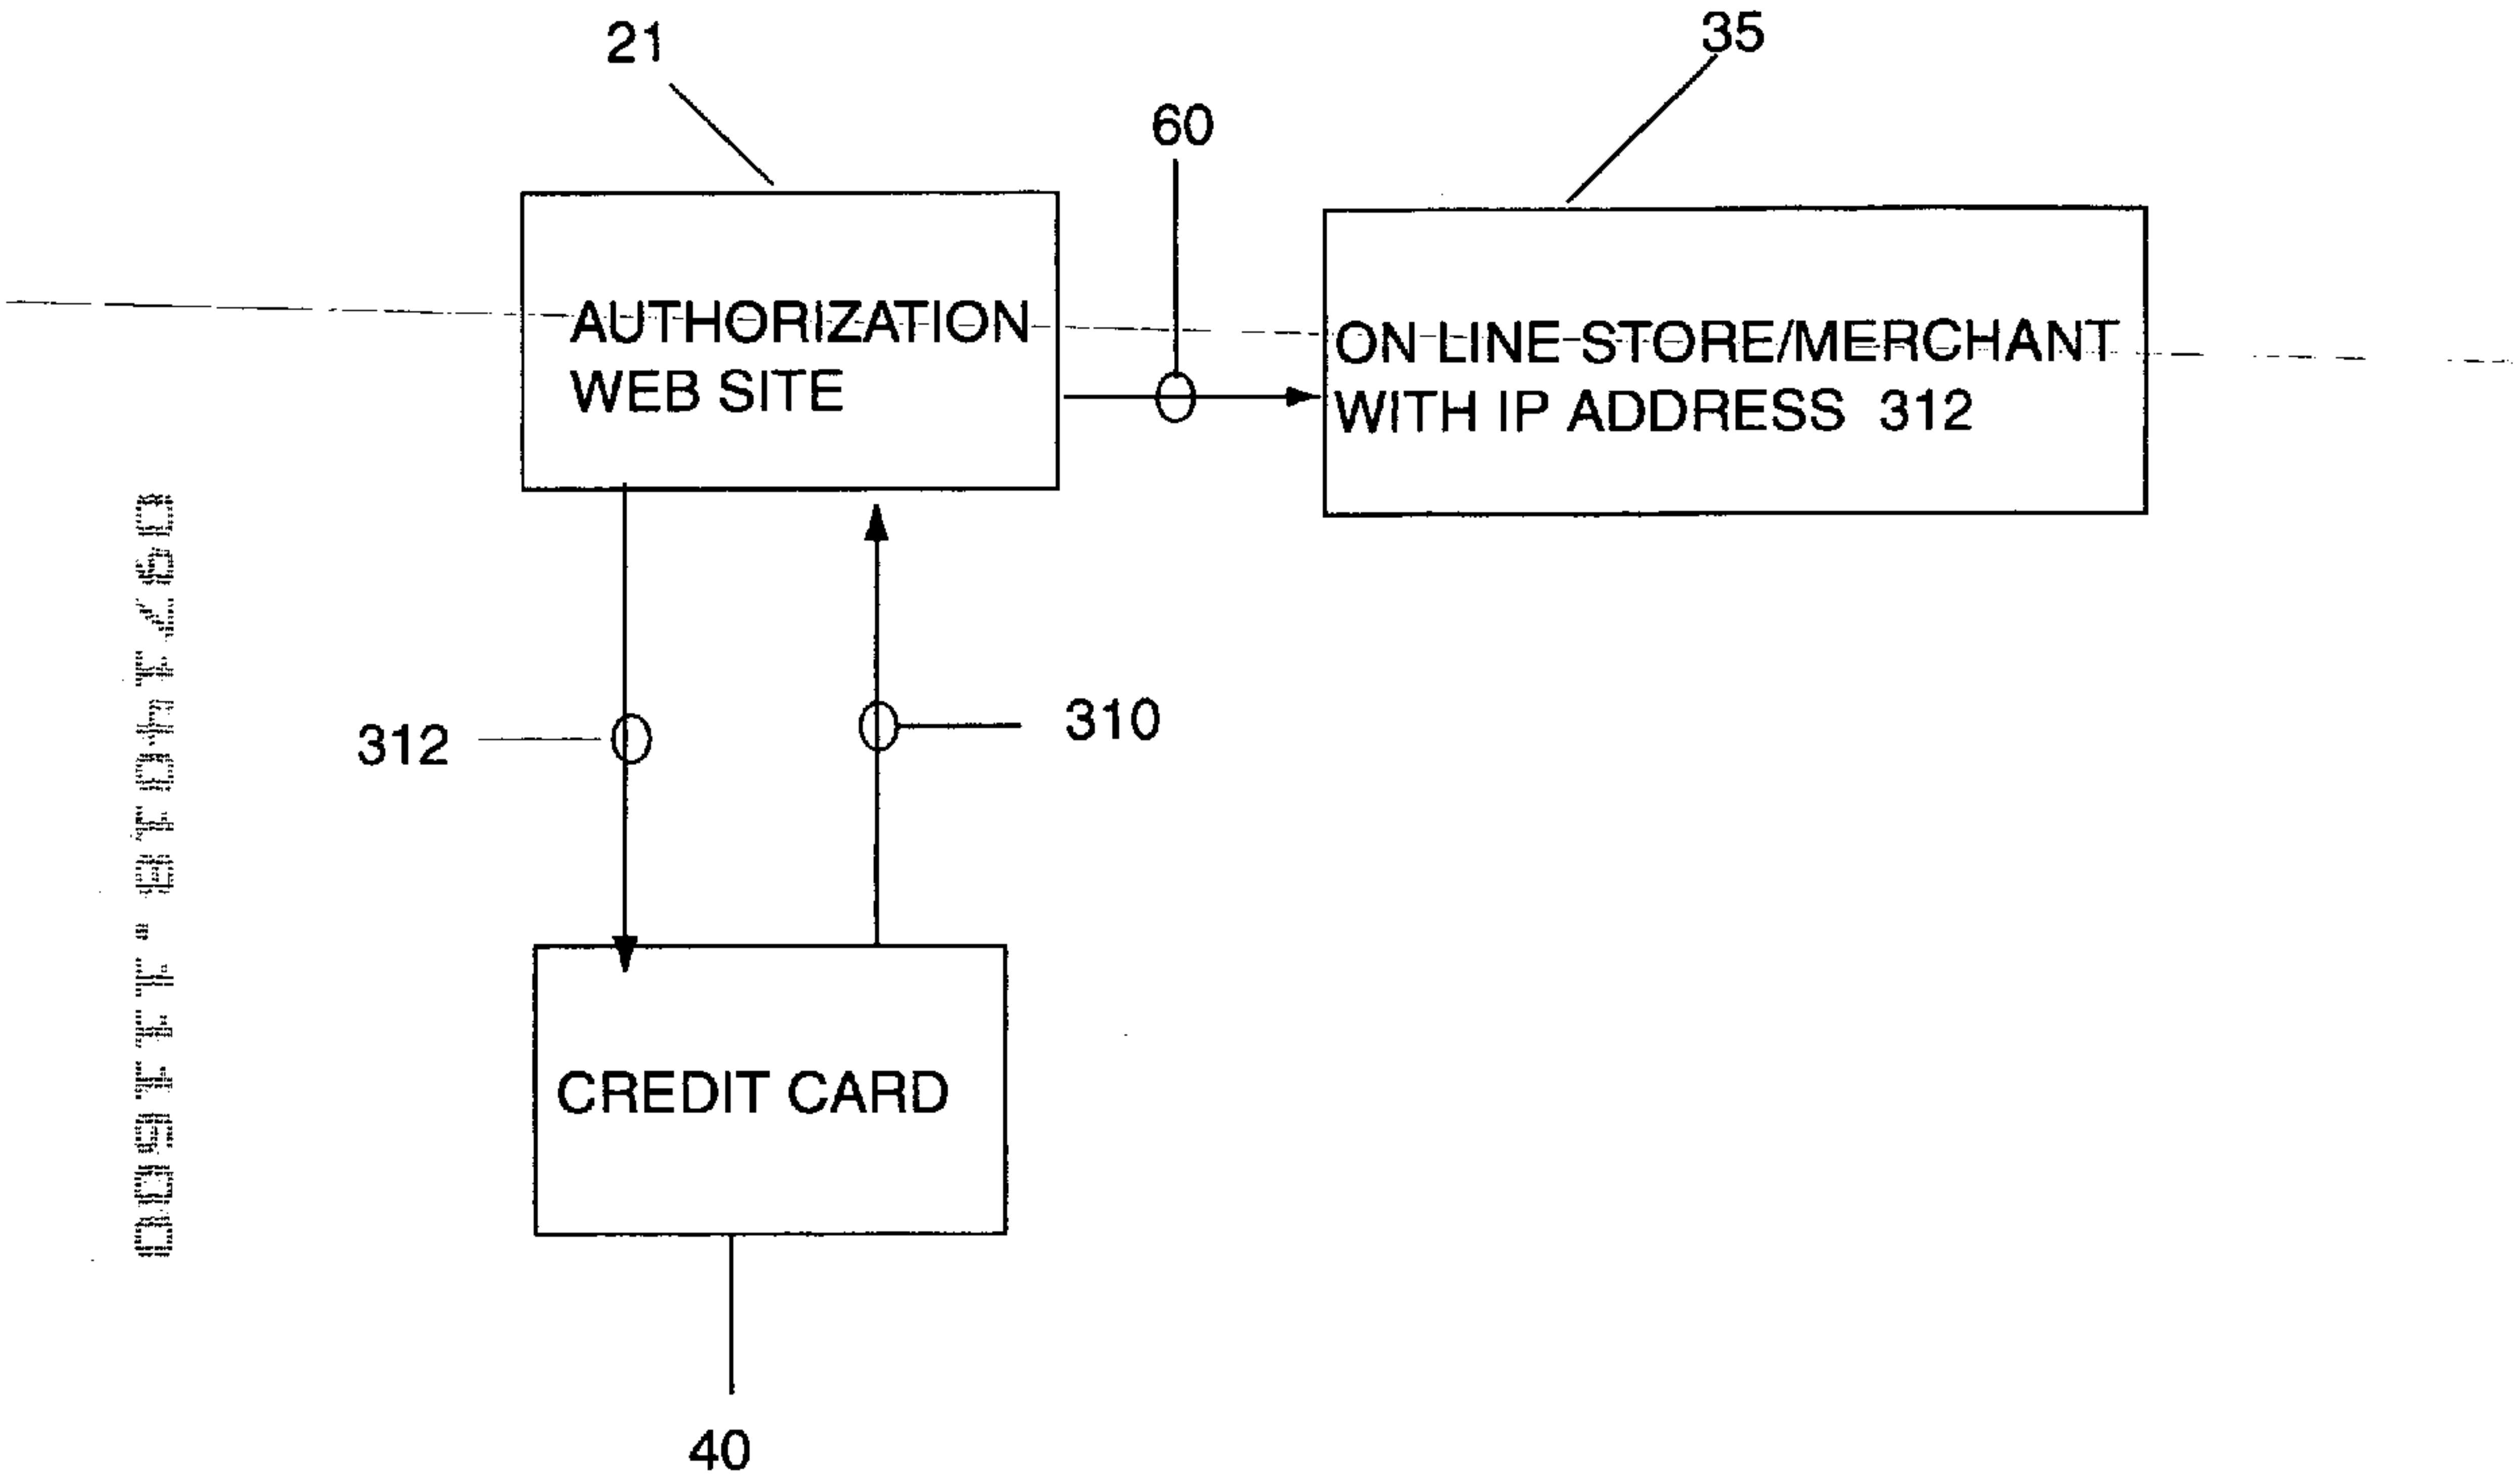 21
35
60
AUTHORIZATION
WEB SITE
ON LINE STORE/MERCHANT
WITH IP ADDRESS 312
312
310
CREDIT CARD
40